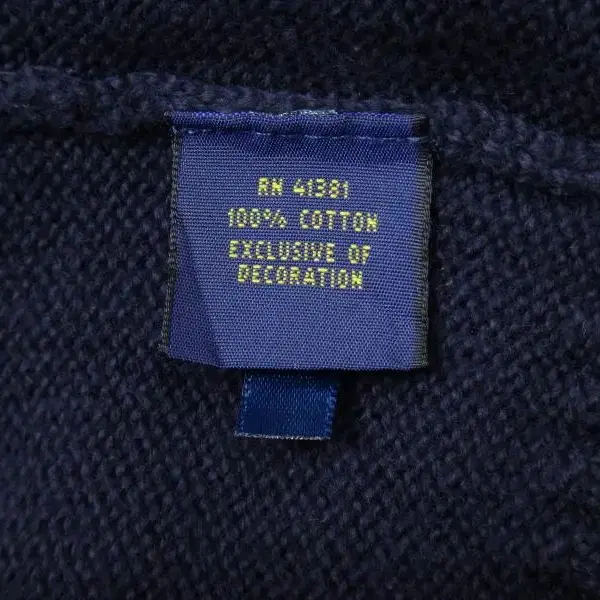 RN 41381
100% COTTON
EXCLUSIVE OF
DECORATION